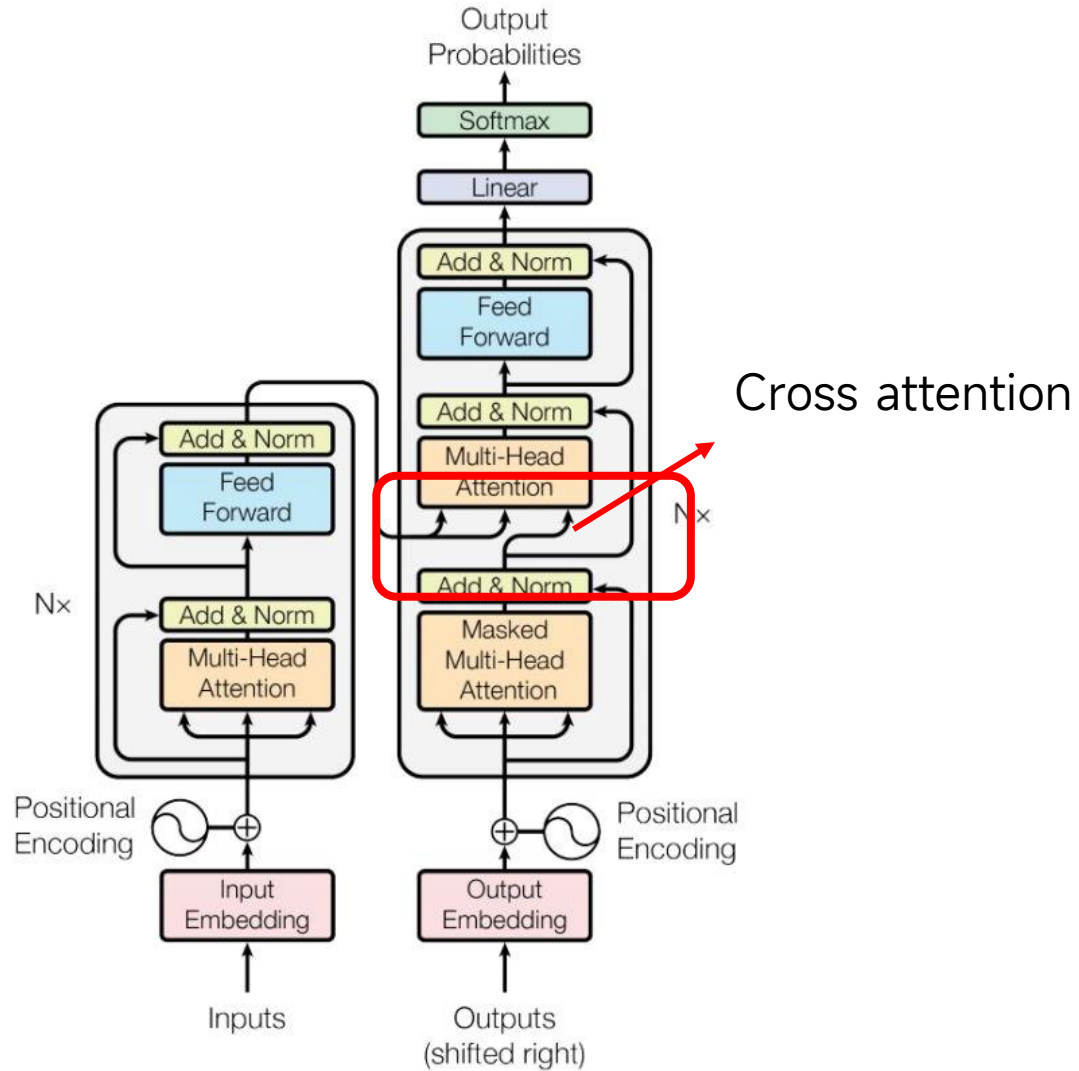 Output
Probabilities
Softmax
Linear
Add & Norm
Feed
Forward
Add & Norm
Multi-Head
Attention
Nx
Add & Norm
Masked
Multi-Head
Attention
Cross attention
Add & Norm
Feed
Forward
Nx
Add & Norm
Multi-Head
Attention
Positional
Encoding
Positional
Encoding
Input
Embedding
Output
Embedding
Inputs
Outputs
(shifted right)